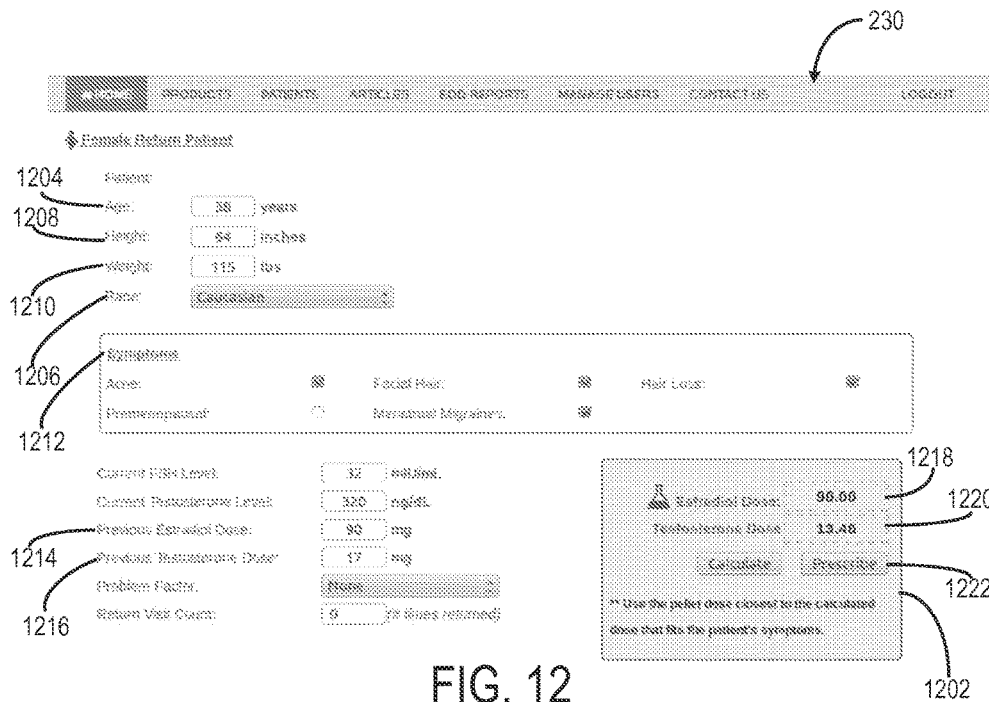 230
HOME PRODUCTS PATIENTS ARTICLES EOD REPORTS MANAGE USERS CONTACT US LOGOUT
Female Return Patient
Patient
1204
Age: 38 years
1208
Height: 64 inches
Weight: 115 lbs
1210
Race: Caucasian
1206
Symptoms
Acne: Facial Hair: Hair Loss:
Premenopausal: Menstrual Migraines:
1212
Current FSH Level: 32 mIU/mL
Current Testosterone Level: 320 ng/dL
Previous Estradiol Dose: 90 mg
1214
Previous Testosterone Dose: 17 mg
1216
Problem Factor: None
Return Visit Count: (# times returned)
1218
Estradiol Dose:
1220
Testosterone Dose 13.48
Calculate Prescribe
1222
** Use the pellet dose closest to the calculated
dose that fits the patient's symptoms.
1202
FIG. 12